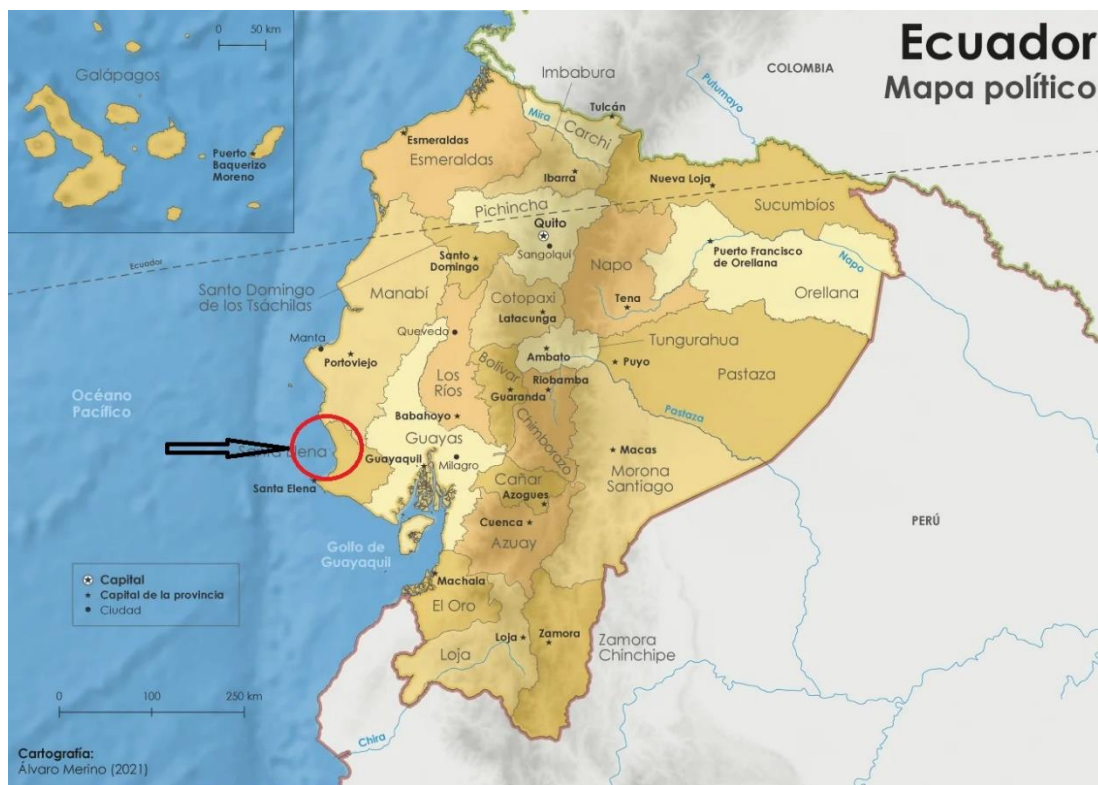 Ecuador
Mapa político
0 50 km
Galápagos
Puerto
Baquerizo
Moreno
COLOMBIA
Putumayo
Imbabura
Tulcán
Mira
Carchi
Esmeraldas
Esmeraldas
Ibarra
Nueva Loja
Sucumbíos
Pichincha
Quito
Sangolquí
Ecuador
Santo
Domingo
Napo
Puerto Francisco
de Orellana
Napo
Orellana
Santo Domingo
de los Tsáchilas
Manabí
Cotopaxi
Latacunga
Tena
Quevedo
Manta
Portoviejo
Tungurahua
Ambato
Puyo
Bolívar
Riobamba
Pastaza
Los
Ríos
Guaranda
Océano
Pacífico
Babahoyo
Chimborazo
Pastaza
Guayas
Santa Elena
Guayaquil
Milagro
Macas
Morona
Santiago
Santa Elena
Cañar
Azogues
Cuenca
Azuay
PERÚ
Golfo de
Guayaquil
Capital
Capital de la provincia
Ciudad
Machala
El Oro
Loja
Zamora
Zamora
Chinchipe
Loja
0 100 250 km
Chira
Cartografía:
Álvaro Merino (2021)